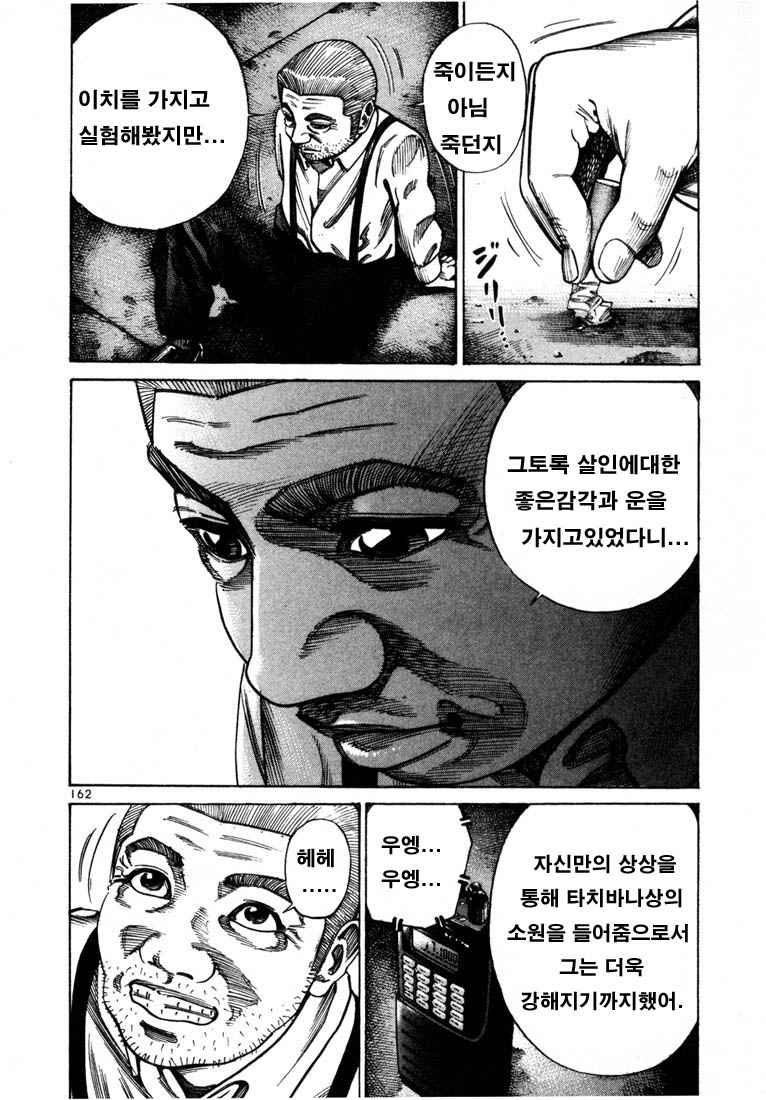 죽이든지
아님
죽던지
이치를 가지고
실험해봤지만...
ジリ...
그토록 살인에대한
좋은감각과 운을
가지고있었다니...
162
헤헤
.....
우엥...
우엥...
자신만의 상상을
통해 타치바나상의
소원을 들어줌으로서
그는 더욱
강해지기까지했어.